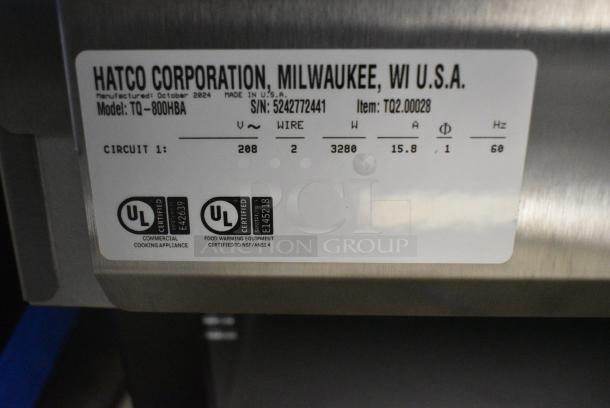 HATCO CORPORATION, MILWAUKEE, WI U.S.A.
Manufactured: October 2024 MADE IN U.S.A.
Model: TQ-800HBA S/N: 5242772441 Item: TQ2.00028
V~ WIRE W A Φ Hz
CIRCUIT 1: 208 2 3280 15.8 1 60
UL CERTIFIED E42639 UL CERTIFIED E145218
PCI
AUCTION GROUP
COMMERCIAL COOKING APPLIANCE
FOOD WARMING EQUIPMENT CERTIFIED TO NSF/ANSI 4